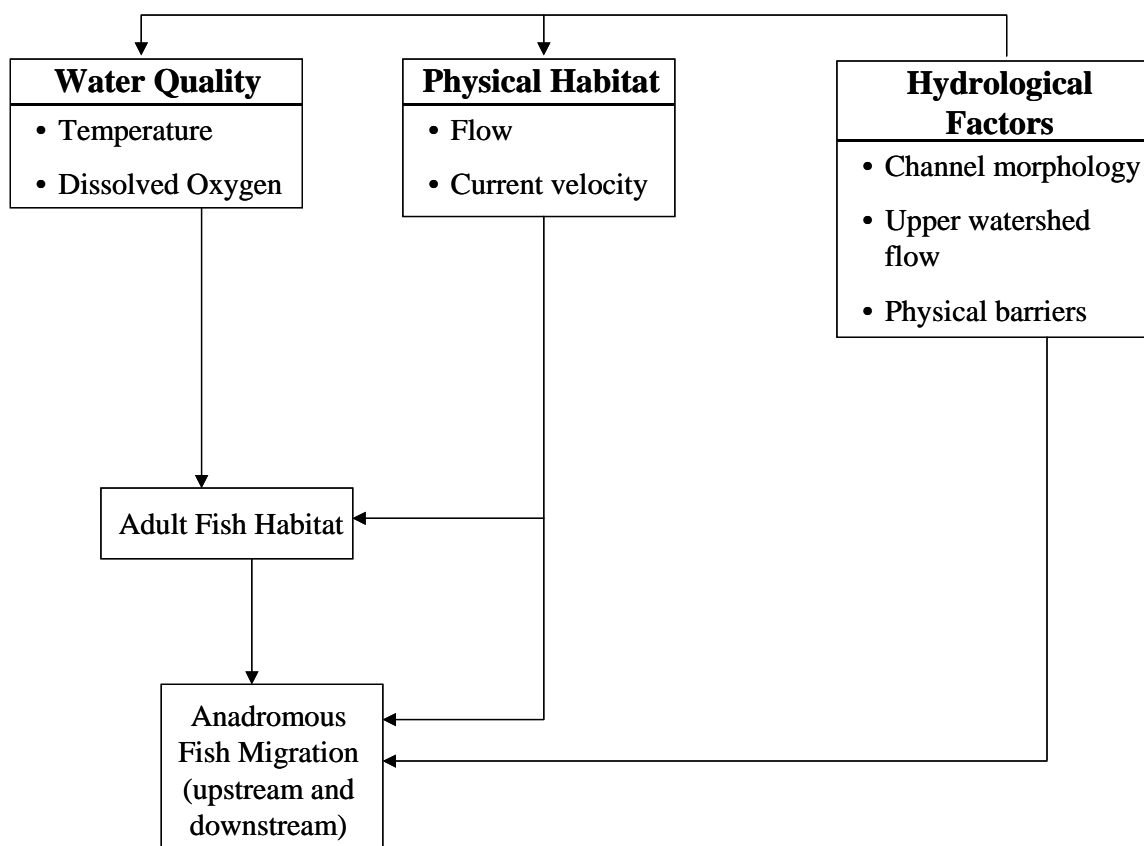 Water Quality
• Temperature
• Dissolved Oxygen
Physical Habitat
• Flow
• Current velocity
Hydrological
Factors
• Channel morphology
• Upper watershed
flow
• Physical barriers
Adult Fish Habitat
Anadromous
Fish Migration
(upstream and
downstream)